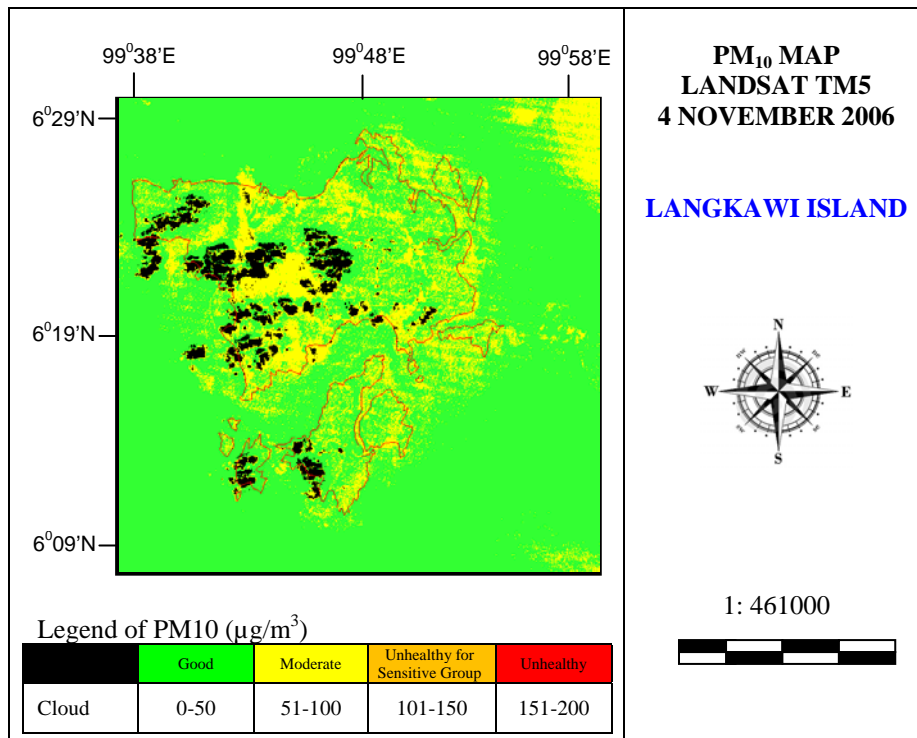 99⁰38'E 99⁰48'E 99⁰58'E
6⁰29'N
6⁰19'N
6⁰09'N
Legend of PM10 (µg/m³)
Good Moderate Unhealthy for Sensitive Group Unhealthy
Cloud 0-50 51-100 101-150 151-200
PM₁₀ MAP
LANDSAT TM5
4 NOVEMBER 2006
LANGKAWI ISLAND
N
W E
S
1: 461000